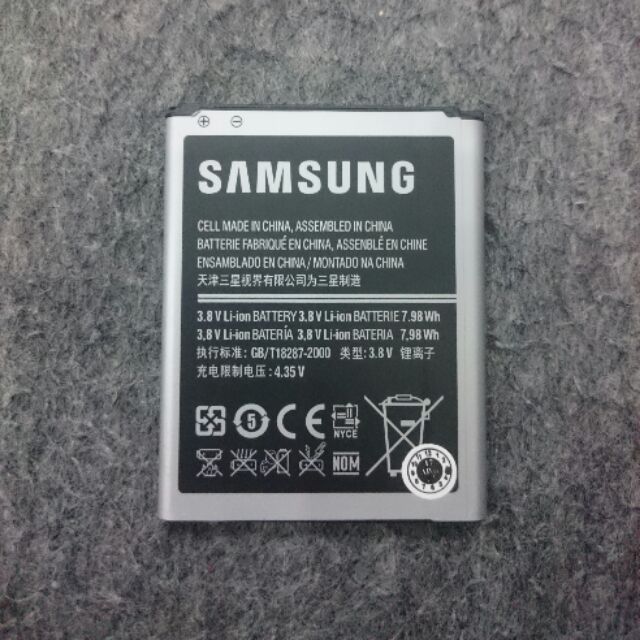 ⊕ ⊖
SAMSUNG
CELL MADE IN CHINA, ASSEMBLED IN CHINA
BATTERIE FABRIQUÉ EN CHINA, ASSEMBLÉ EN CHINE
ENSAMBLADO EN CHINA / MONTADO NA CHINA
天津三星视界有限公司为三星制造
3.8 V Li-ion BATTERY 3.8 V Li-ion BATTERIE 7.98 Wh
3.8 V Li-ion BATERÍA 3.8 V Li-ion BATERIA 7.98 Wh
执行标准: GB/T18287-2000 类型: 3.8 V 锂离子
充电限制电压: 4.35 V
5 CE NYCE
NOM